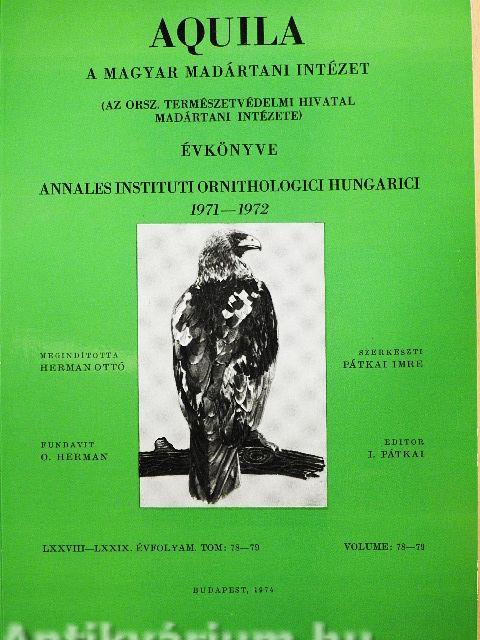 AQUILA
A MAGYAR MADÁRTANI INTÉZET
(AZ ORSZ. TERMÉSZETVÉDELMI HIVATAL
MADÁRTANI INTÉZETE)
ÉVKÖNYVE
ANNALES INSTITUTI ORNITHOLOGICI HUNGARICI
1971—1972
MEGINDÍTOTTA
HERMAN OTTÓ
SZERKESZTI
PÁTKAI IMRE
FUNDAVIT
O. HERMAN
EDITOR
I. PÁTKAI
LXXVIII—LXXIX. ÉVFOLYAM. TOM: 78—79
VOLUME: 78—79
BUDAPEST, 1974
Antikvárium.hu